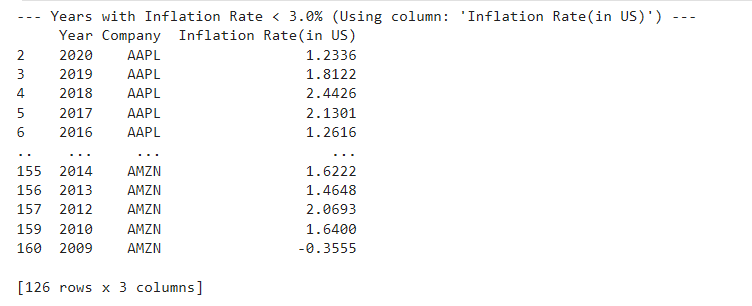 --- Years with Inflation Rate < 3.0% (Using column: 'Inflation Rate(in US)') ---
Year Company Inflation Rate(in US)
2 2020 AAPL 1.2336
3 2019 AAPL 1.8122
4 2018 AAPL 2.4426
5 2017 AAPL 2.1301
6 2016 AAPL 1.2616
.. ... ... ...
155 2014 AMZN 1.6222
156 2013 AMZN 1.4648
157 2012 AMZN 2.0693
159 2010 AMZN 1.6400
160 2009 AMZN -0.3555
[126 rows x 3 columns]